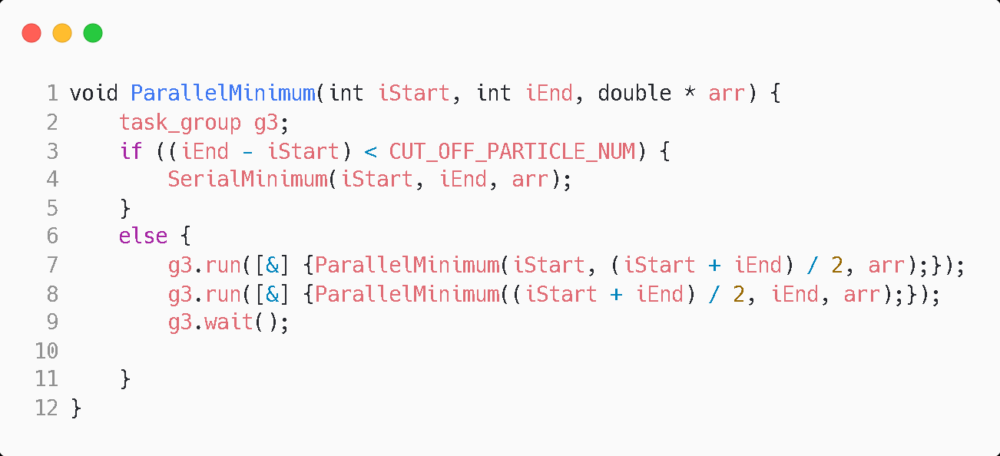 1 void ParallelMinimum(int iStart, int iEnd, double * arr) {
2     task_group g3;
3     if ((iEnd - iStart) < CUT_OFF_PARTICLE_NUM) {
4         SerialMinimum(iStart, iEnd, arr);
5     }
6     else {
7         g3.run([&] {ParallelMinimum(iStart, (iStart + iEnd) / 2, arr);});
8         g3.run([&] {ParallelMinimum((iStart + iEnd) / 2, iEnd, arr);});
9         g3.wait();
10
11     }
12 }